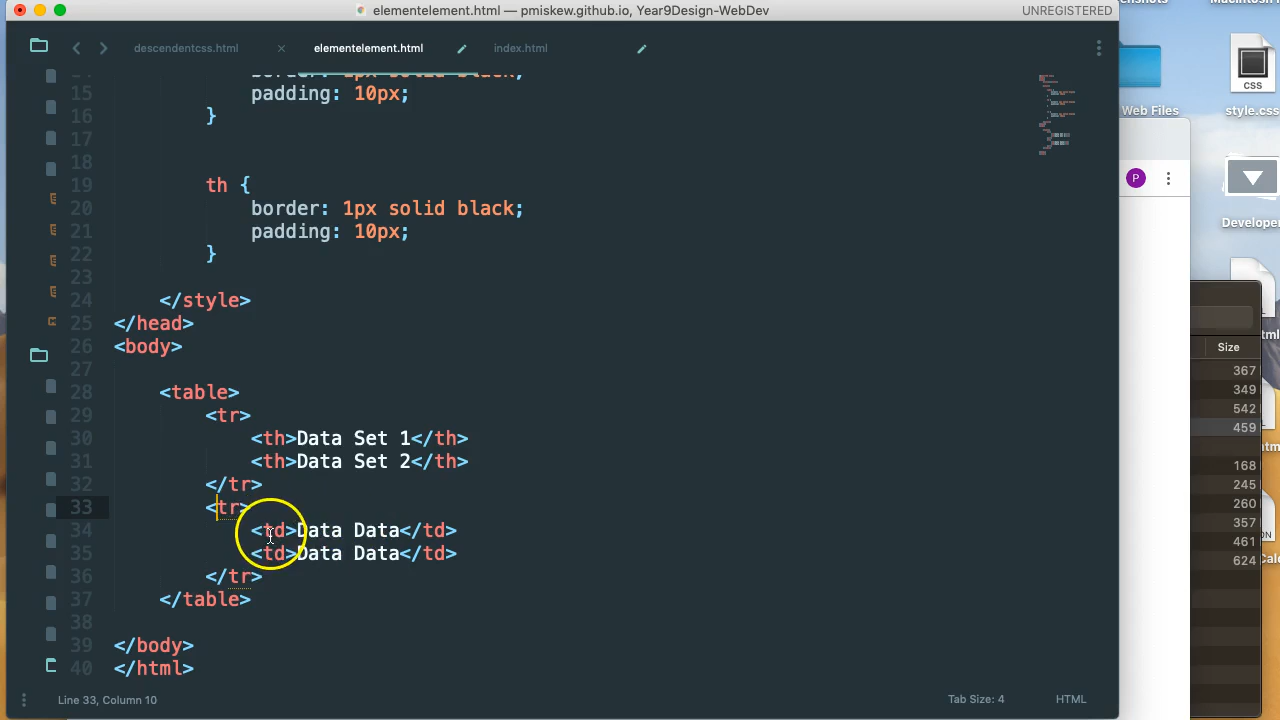 elementelement.html — pmiskew.github.io, Year9Design-WebDev
UNREGISTERED
descendentcss.html
elementelement.html
index.html
border: 1px solid black;
15 padding: 10px;
16 }
17
18
19 th {
20 border: 1px solid black;
21 padding: 10px;
22 }
23
24 </style>
25 </head>
26 <body>
27
28 <table>
29 <tr>
30 <th>Data Set 1</th>
31 <th>Data Set 2</th>
32 </tr>
33 <tr>
34 <td>Data Data</td>
35 <td>Data Data</td>
36 </tr>
37 </table>
38
39 </body>
40 </html>
Line 33, Column 10
Tab Size: 4
HTML
Web Files
CSS
style.css
P
Developer
Size
367
349
542
459
168
245
260
357
461
624